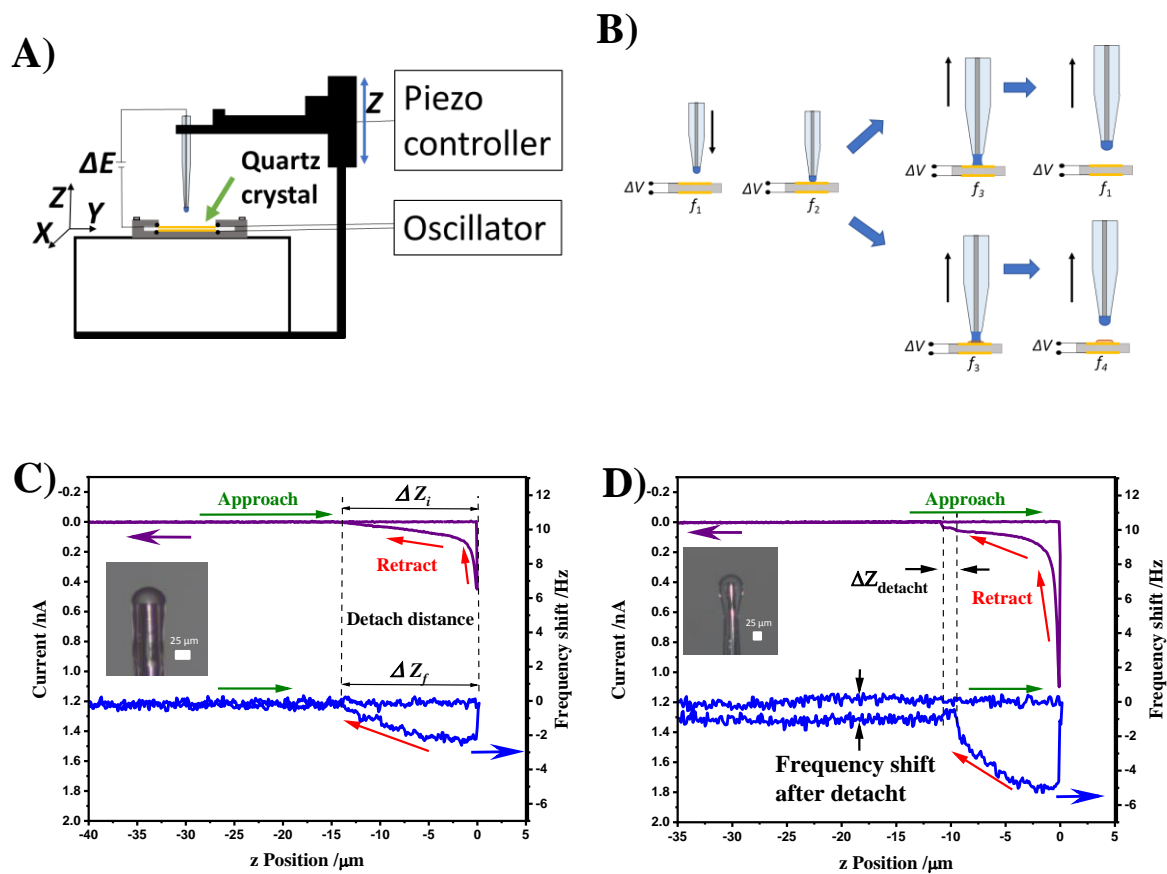 A)
Z
Piezo
controller
ΔE
Quartz
crystal
Z
Y
X
Oscillator
B)
ΔV
f1
ΔV
f2
ΔV
f3
ΔV
f1
ΔV
f3
ΔV
f4
C)
Approach
Δ Zi
Retract
Detach distance
Δ Zf
25 μm
-0.2
0.0
0.2
0.4
0.6
0.8
1.0
1.2
1.4
1.6
1.8
2.0
Current /nA
12
10
8
6
4
2
0
-2
-4
-6
Frequency shift /Hz
-40 -35 -30 -25 -20 -15 -10 -5 0 5
z Position /μm
D)
Approach
ΔZdetacht
Retract
25 μm
Frequency shift
after detacht
-0.2
0.0
0.2
0.4
0.6
0.8
1.0
1.2
1.4
1.6
1.8
2.0
Current /nA
12
10
8
6
4
2
0
-2
-4
-6
Frequency shift /Hz
-35 -30 -25 -20 -15 -10 -5 0 5
z Position /μm